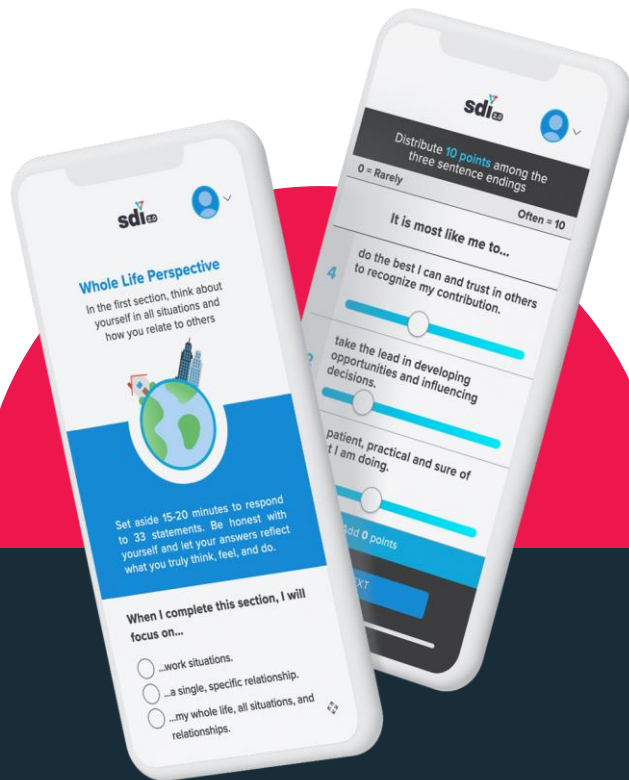 sdi 2.0
Whole Life Perspective
In the first section, think about
yourself in all situations and
how you relate to others
Set aside 15-20 minutes to respond
to 33 statements. Be honest with
yourself and let your answers reflect
what you truly think, feel, and do.
When I complete this section, I will
focus on...
...work situations.
...a single, specific relationship.
...my whole life, all situations, and
relationships.
sdi 2.0
Distribute 10 points among the
three sentence endings
0 = Rarely
Often = 10
It is most like me to...
4
do the best I can and trust in others
to recognize my contribution.
take the lead in developing
opportunities and influencing
decisions.
patient, practical and sure of
I am doing.
Add 0 points